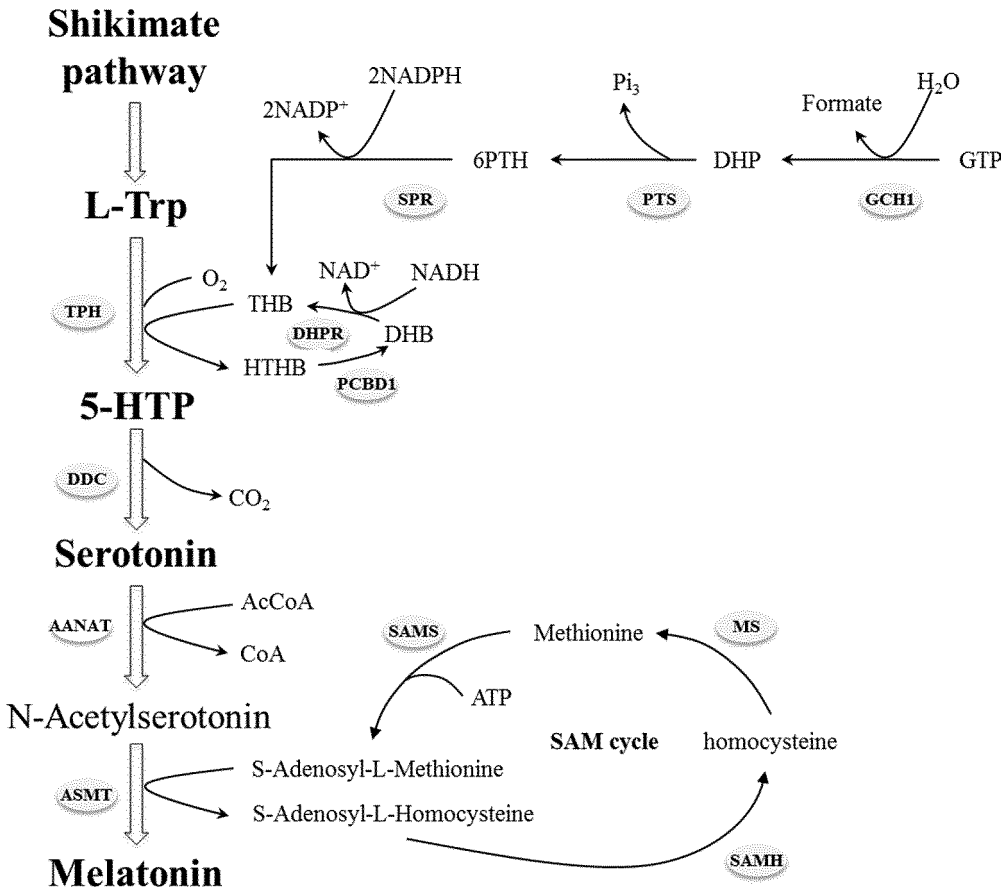 Shikimate
pathway
2NADPH
2NADP⁺
Pi₃
Formate
H₂O
6PTH
DHP
GTP
SPR
PTS
GCH1
L-Trp
O₂
NAD⁺
NADH
TPH
THB
DHPR
DHB
HTHB
PCBD1
5-HTP
DDC
CO₂
Serotonin
AcCoA
AANAT
CoA
SAMS
Methionine
MS
ATP
N-Acetylserotonin
SAM cycle
homocysteine
S-Adenosyl-L-Methionine
ASMT
S-Adenosyl-L-Homocysteine
SAMH
Melatonin